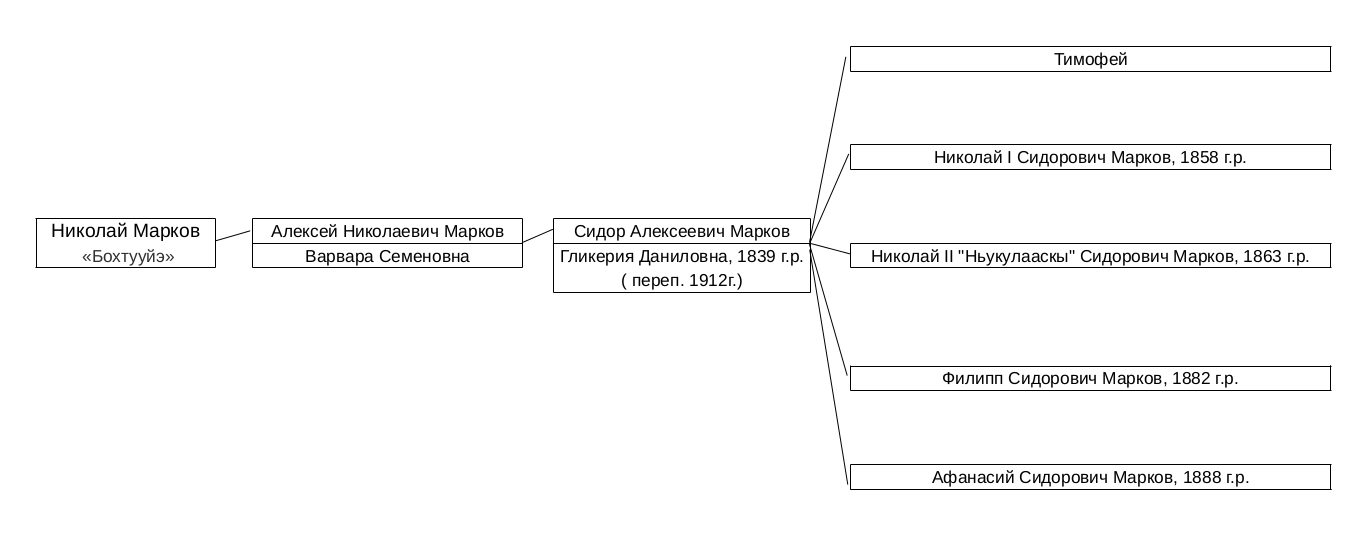 Николай Марков
«Бохтууйэ»
Алексей Николаевич Марков
Варвара Семеновна
Сидор Алексеевич Марков
Гликерия Даниловна, 1839 г.р.
( переп. 1912г.)
Тимофей
Николай I Сидорович Марков, 1858 г.р.
Николай II "Ньукулааскы" Сидорович Марков, 1863 г.р.
Филипп Сидорович Марков, 1882 г.р.
Афанасий Сидорович Марков, 1888 г.р.